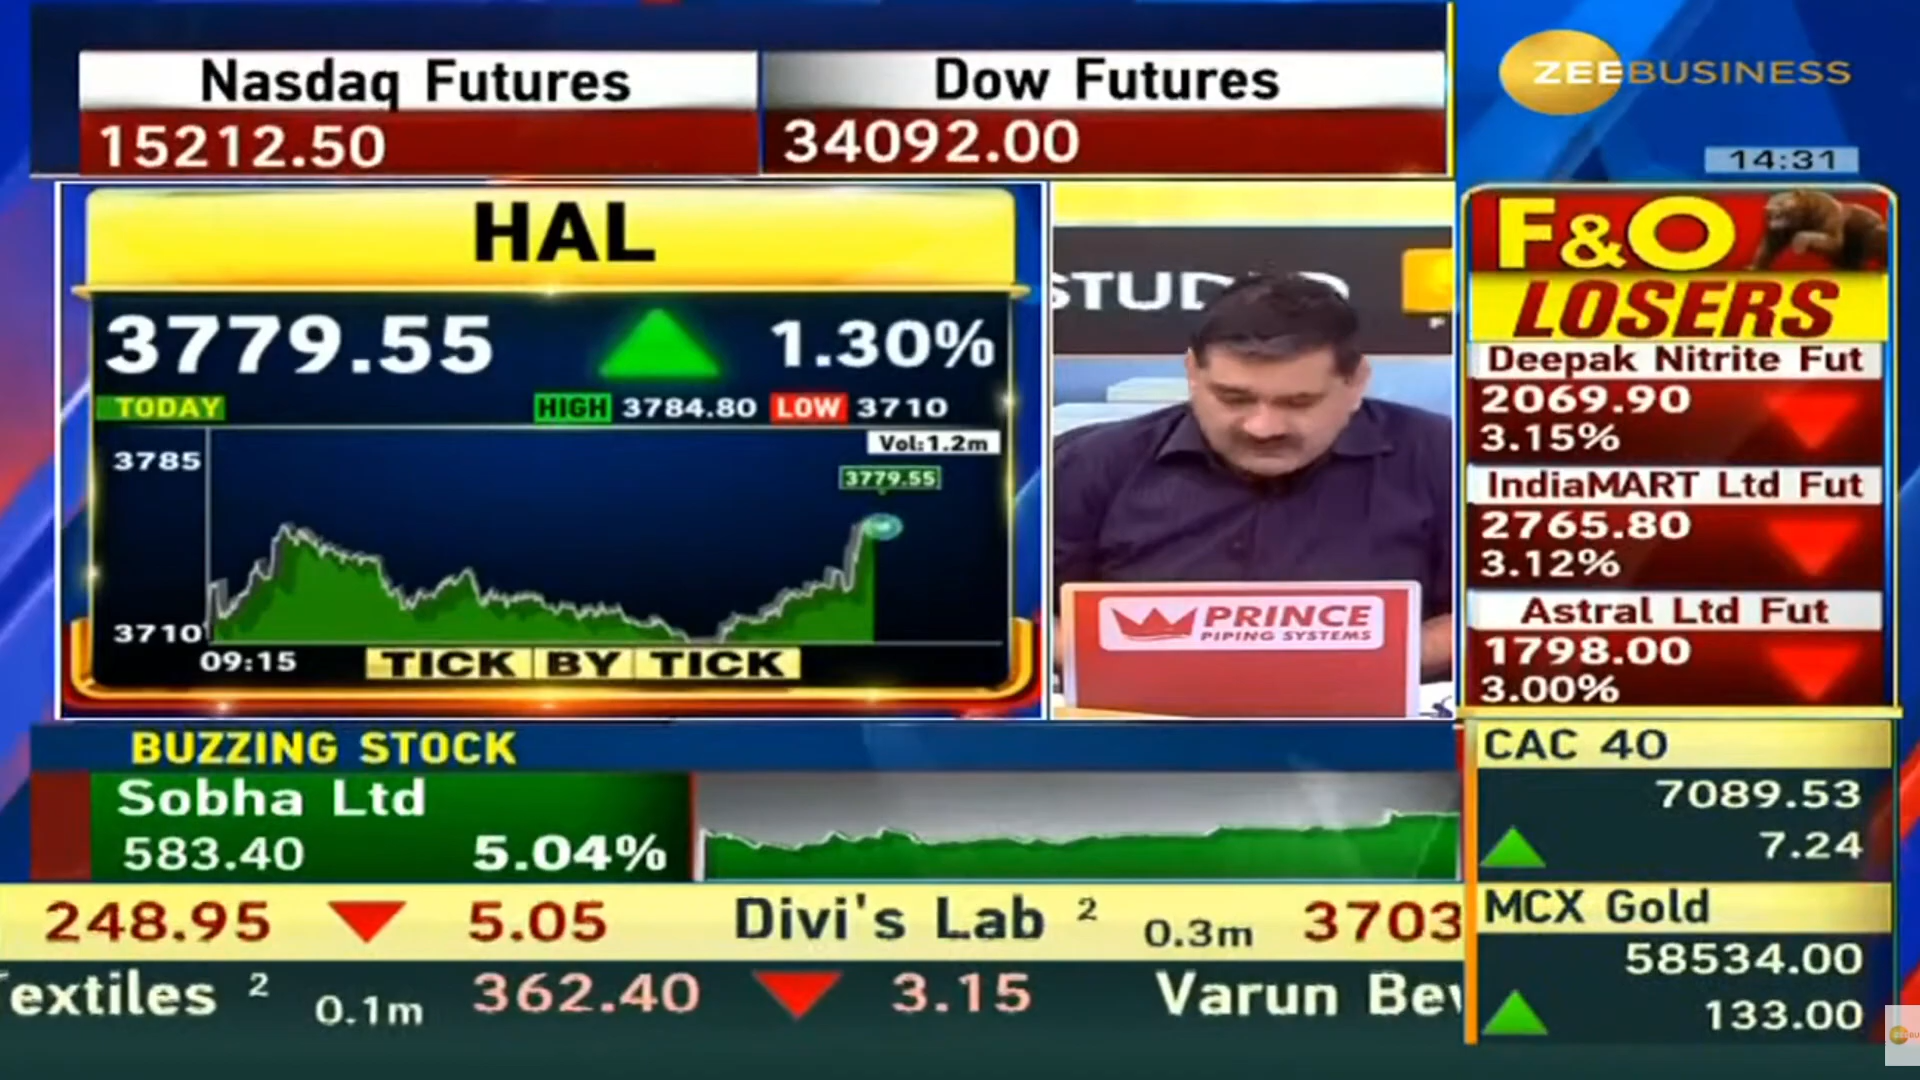 Nasdaq Futures
15212.50
Dow Futures
34092.00
ZEEBUSINESS
14:31
HAL
3779.55 1.30%
TODAY HIGH 3784.80 LOW 3710
Vol:1.2m
3779.55
3785
3710
09:15 TICK BY TICK
PRINCE
PIPING SYSTEMS
F&O
LOSERS
Deepak Nitrite Fut
2069.90
3.15%
IndiaMART Ltd Fut
2765.80
3.12%
Astral Ltd Fut
1798.00
3.00%
BUZZING STOCK
Sobha Ltd
583.40 5.04%
CAC 40
7089.53
7.24
MCX Gold
58534.00
133.00
248.95 5.05 Divi's Lab 2 0.3m 3703
extiles 2 0.1m 362.40 3.15 Varun Bev